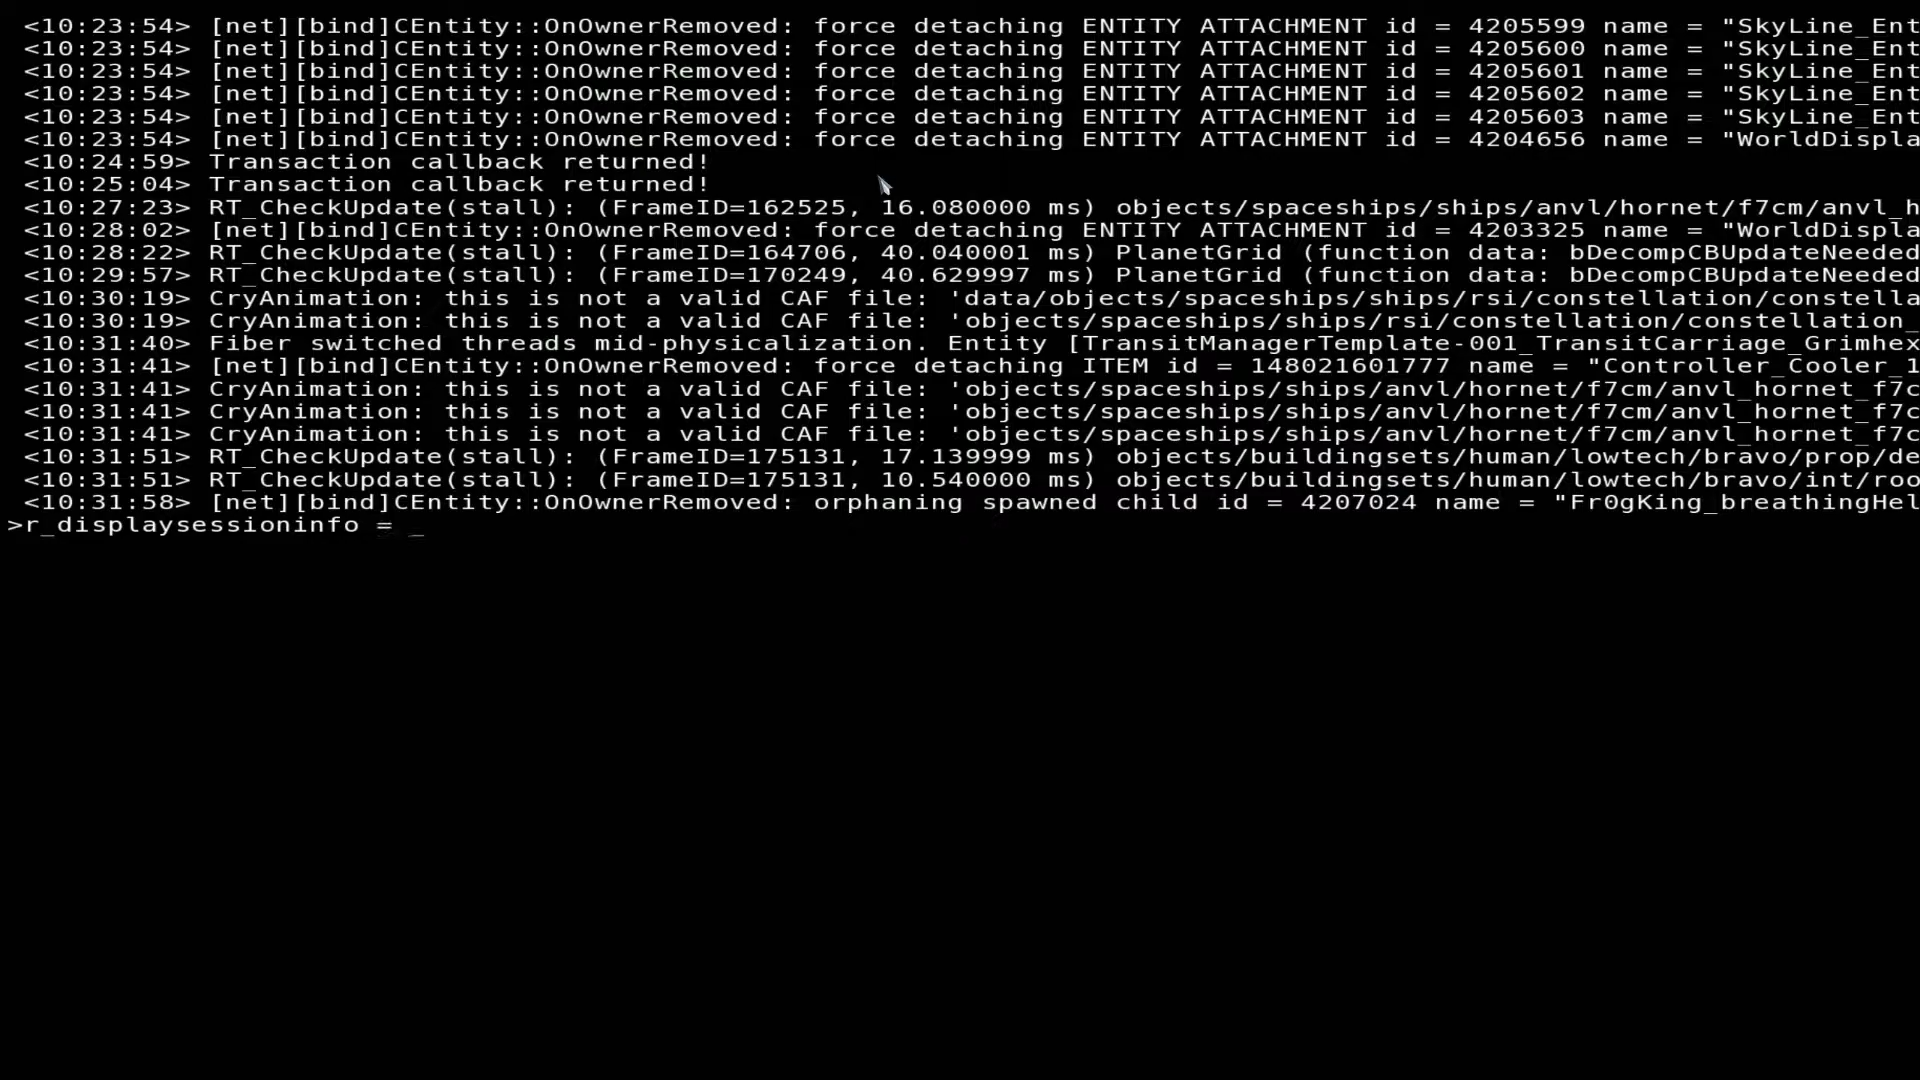 <10:23:54> [net][bind]CEntity::OnOwnerRemoved: force detaching ENTITY ATTACHMENT id = 4205599 name = "SkyLine_Ent
<10:23:54> [net][bind]CEntity::OnOwnerRemoved: force detaching ENTITY ATTACHMENT id = 4205600 name = "SkyLine_Ent
<10:23:54> [net][bind]CEntity::OnOwnerRemoved: force detaching ENTITY ATTACHMENT id = 4205601 name = "SkyLine_Ent
<10:23:54> [net][bind]CEntity::OnOwnerRemoved: force detaching ENTITY ATTACHMENT id = 4205602 name = "SkyLine_Ent
<10:23:54> [net][bind]CEntity::OnOwnerRemoved: force detaching ENTITY ATTACHMENT id = 4205603 name = "SkyLine_Ent
<10:23:54> [net][bind]CEntity::OnOwnerRemoved: force detaching ENTITY ATTACHMENT id = 4204656 name = "WorldDispla
<10:24:59> Transaction callback returned!
<10:25:04> Transaction callback returned!
<10:27:23> RT_CheckUpdate(stall): (FrameID=162525, 16.080000 ms) objects/spaceships/ships/anvl/hornet/f7cm/anvl_h
<10:28:02> [net][bind]CEntity::OnOwnerRemoved: force detaching ENTITY ATTACHMENT id = 4203325 name = "WorldDispla
<10:28:22> RT_CheckUpdate(stall): (FrameID=164706, 40.040001 ms) PlanetGrid (function data: bDecompCBUpdateNeeded
<10:29:57> RT_CheckUpdate(stall): (FrameID=170249, 40.629997 ms) PlanetGrid (function data: bDecompCBUpdateNeeded
<10:30:19> CryAnimation: this is not a valid CAF file: 'data/objects/spaceships/ships/rsi/constellation/constella
<10:30:19> CryAnimation: this is not a valid CAF file: 'objects/spaceships/ships/rsi/constellation/constellation_
<10:31:40> Fiber switched threads mid-physicalization. Entity [TransitManagerTemplate-001_TransitCarriage_Grimhex
<10:31:41> [net][bind]CEntity::OnOwnerRemoved: force detaching ITEM id = 148021601777 name = "Controller_Cooler_1
<10:31:41> CryAnimation: this is not a valid CAF file: 'objects/spaceships/ships/anvl/hornet/f7cm/anvl_hornet_f7c
<10:31:41> CryAnimation: this is not a valid CAF file: 'objects/spaceships/ships/anvl/hornet/f7cm/anvl_hornet_f7c
<10:31:41> CryAnimation: this is not a valid CAF file: 'objects/spaceships/ships/anvl/hornet/f7cm/anvl_hornet_f7c
<10:31:51> RT_CheckUpdate(stall): (FrameID=175131, 17.139999 ms) objects/buildingsets/human/lowtech/bravo/prop/de
<10:31:51> RT_CheckUpdate(stall): (FrameID=175131, 10.540000 ms) objects/buildingsets/human/lowtech/bravo/int/roo
<10:31:58> [net][bind]CEntity::OnOwnerRemoved: orphaning spawned child id = 4207024 name = "Fr0gKing_breathingHel
>r_displaysessioninfo = _